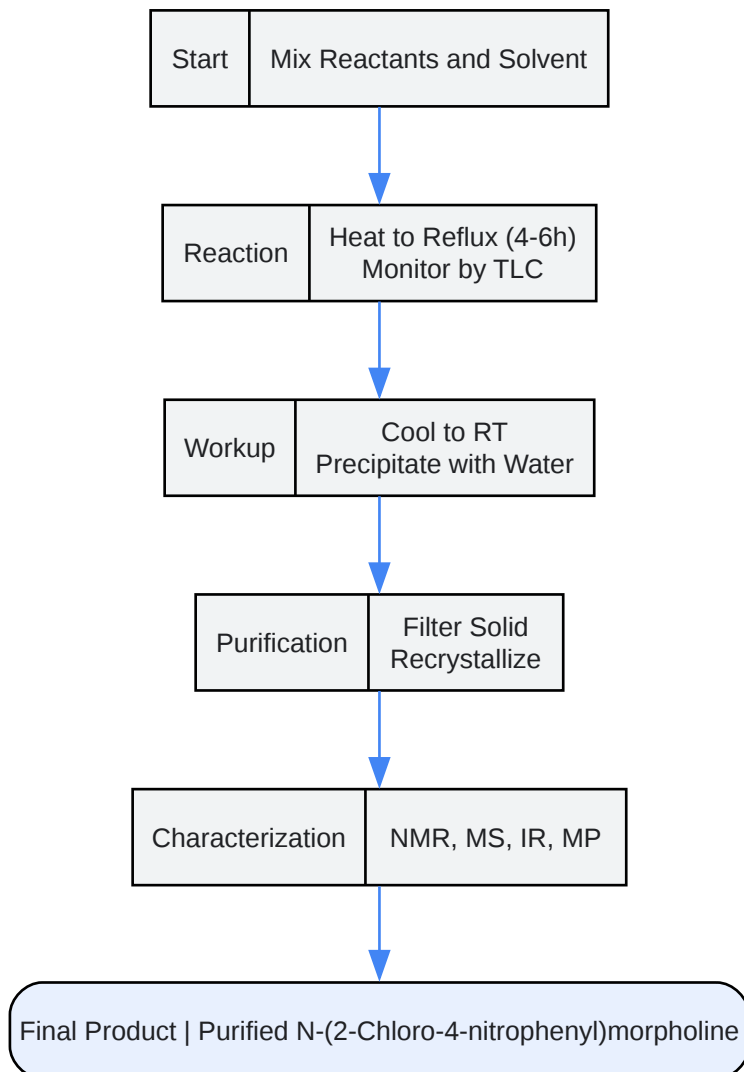 Start
Mix Reactants and Solvent
Reaction
Heat to Reflux (4-6h)
Monitor by TLC
Workup
Cool to RT
Precipitate with Water
Purification
Filter Solid
Recrystallize
Characterization
NMR, MS, IR, MP
Final Product | Purified N-(2-Chloro-4-nitrophenyl)morpholine